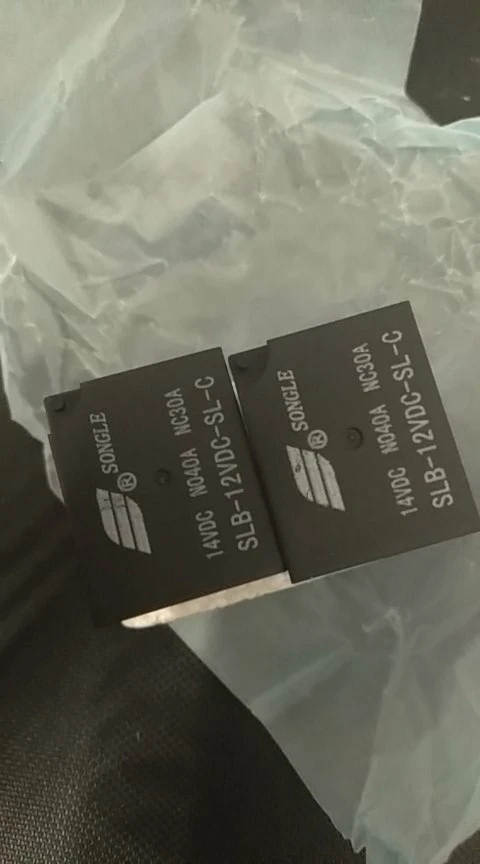 SONGLE
®
14VDC NO40A NC30A
SLB-12VDC-SL-C
SONGLE
®
14VDC NO40A NC30A
SLB-12VDC-SL-C